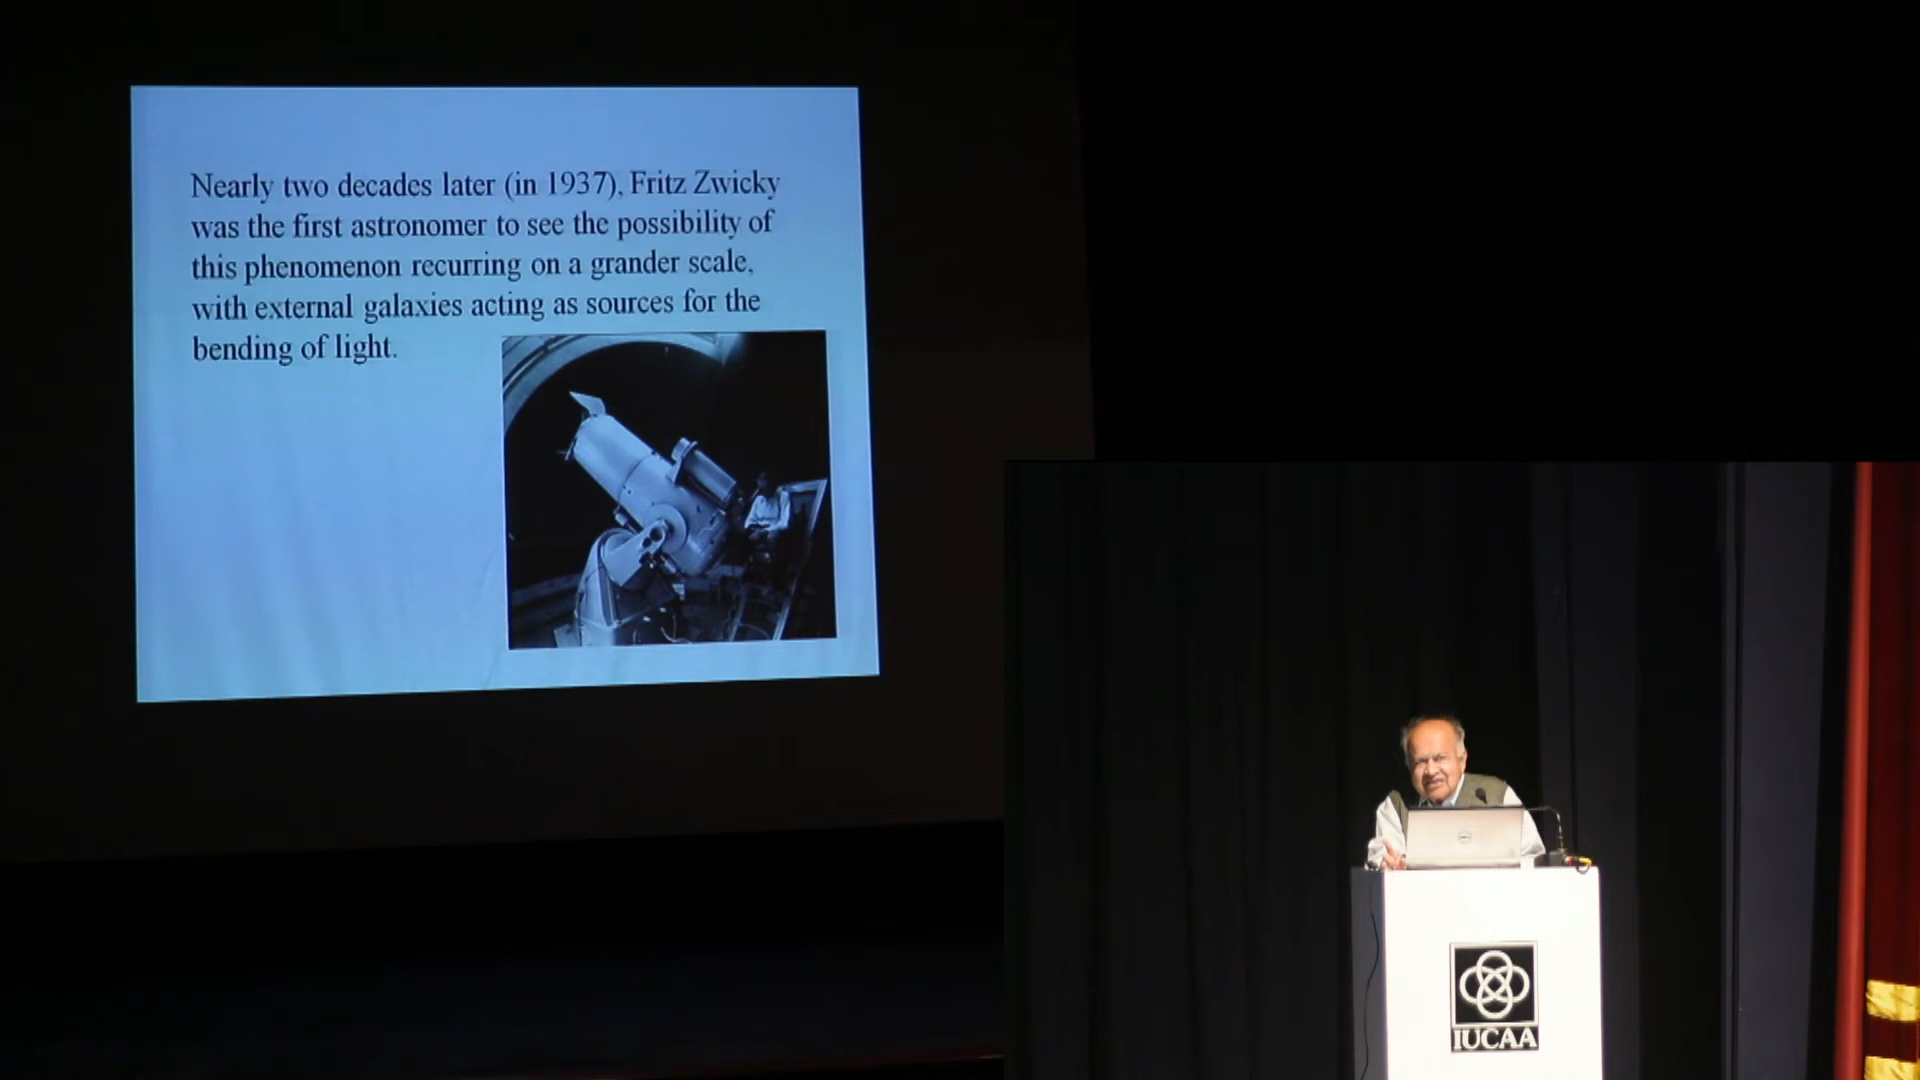 Nearly two decades later (in 1937), Fritz Zwicky
was the first astronomer to see the possibility of
this phenomenon recurring on a grander scale,
with external galaxies acting as sources for the
bending of light.
IUCAA